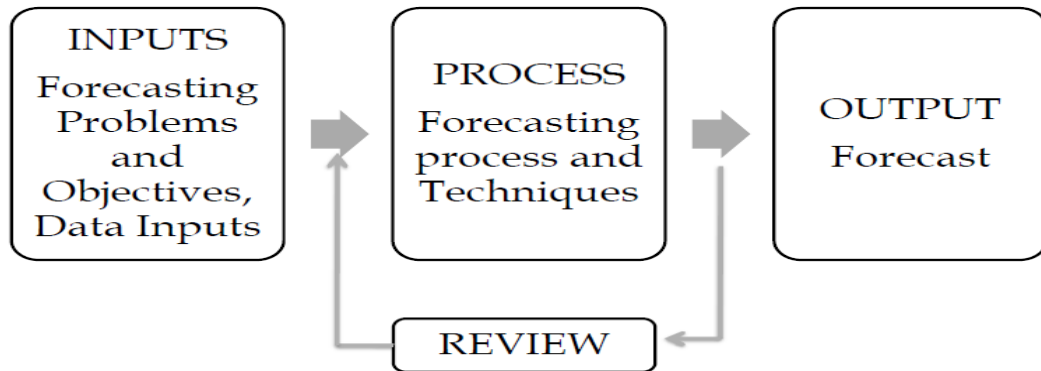 INPUTS
Forecasting
Problems
and
Objectives,
Data Inputs
PROCESS
Forecasting
process and
Techniques
OUTPUT
Forecast
REVIEW